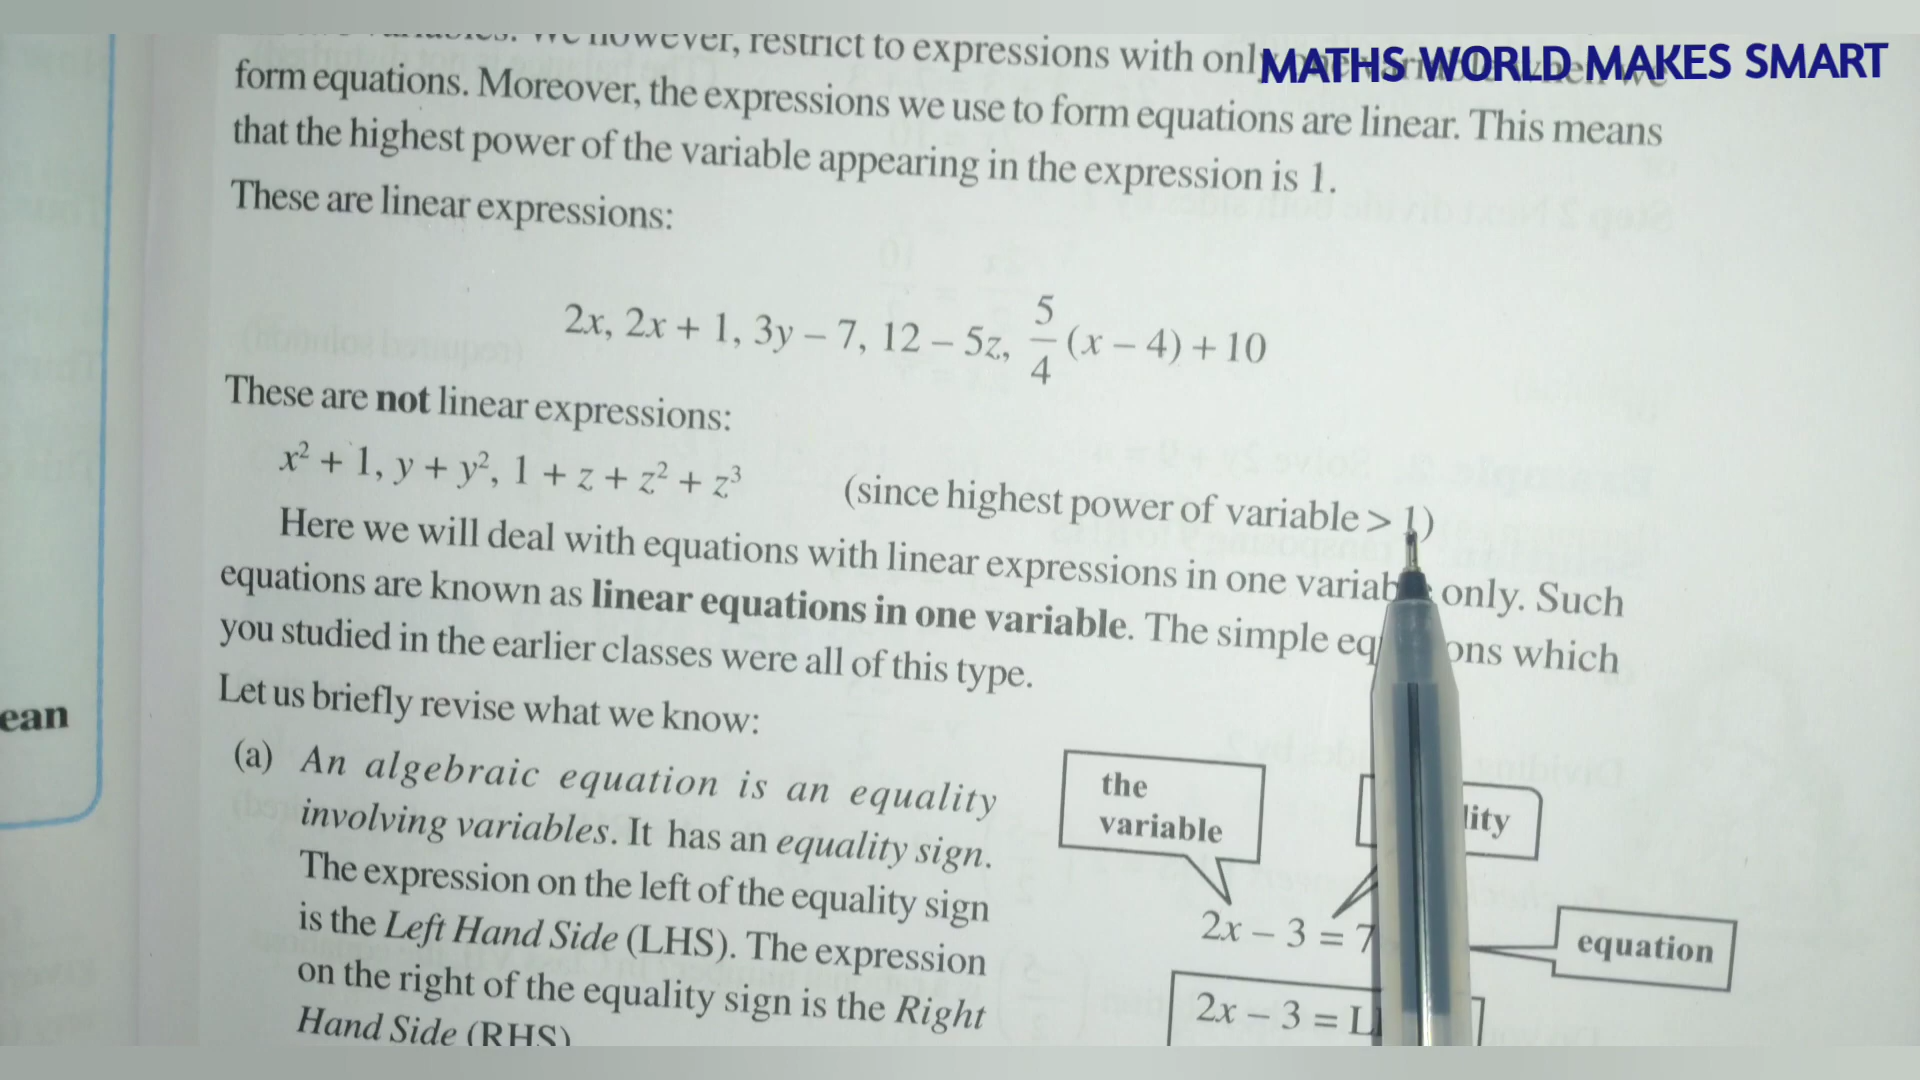 however, restrict to expressions with only
MATHS WORLD MAKES SMART
form equations. Moreover, the expressions we use to form equations are linear. This means
that the highest power of the variable appearing in the expression is 1.
These are linear expressions:
2x, 2x + 1, 3y – 7, 12 – 5z, 5/4 (x – 4) + 10
These are not linear expressions:
x² + 1, y + y², 1 + z + z² + z³ (since highest power of variable > 1)
Here we will deal with equations with linear expressions in one variable only. Such
equations are known as linear equations in one variable. The simple equations which
you studied in the earlier classes were all of this type.
Let us briefly revise what we know:
ean
(a) An algebraic equation is an equality
involving variables. It has an equality sign.
The expression on the left of the equality sign
is the Left Hand Side (LHS). The expression
on the right of the equality sign is the Right
Hand Side (RHS)
the
variable
lity
2x – 3 = 7
equation
2x – 3 = L